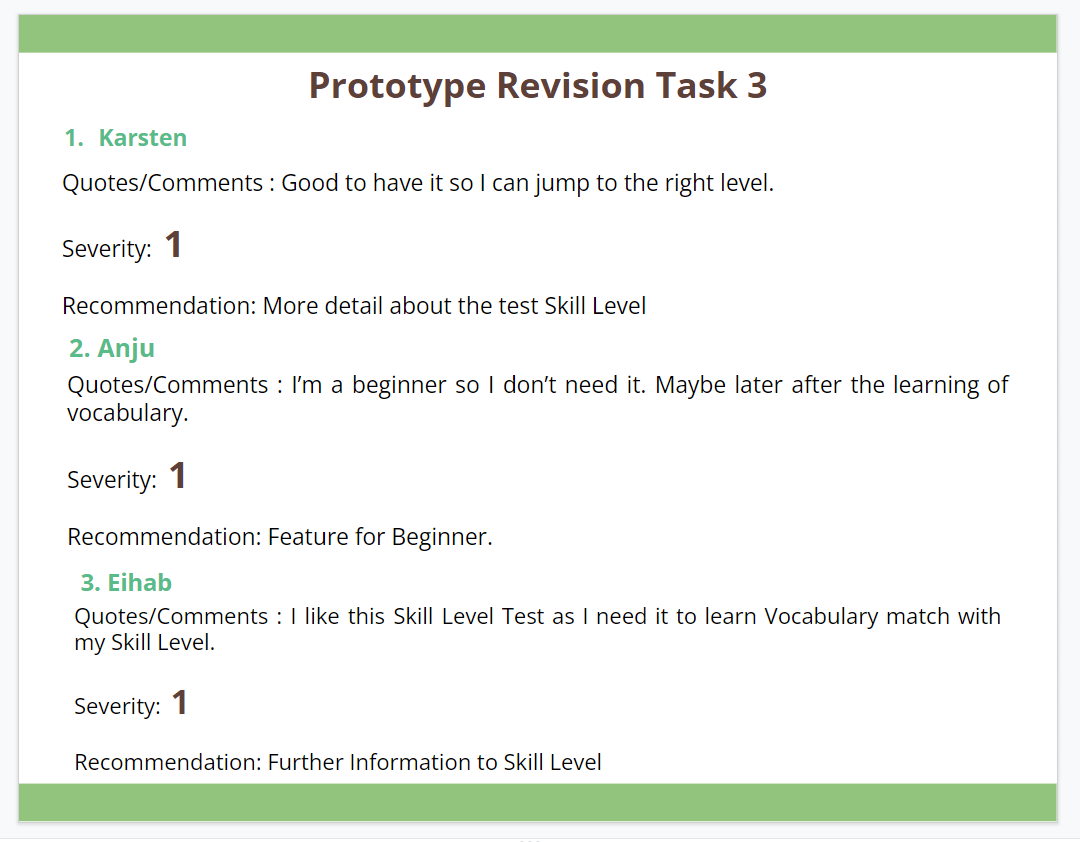 Prototype Revision Task 3
1. Karsten
Quotes/Comments : Good to have it so I can jump to the right level.
Severity: 1
Recommendation: More detail about the test Skill Level
2. Anju
Quotes/Comments : I’m a beginner so I don’t need it. Maybe later after the learning of
vocabulary.
Severity: 1
Recommendation: Feature for Beginner.
3. Eihab
Quotes/Comments : I like this Skill Level Test as I need it to learn Vocabulary match with
my Skill Level.
Severity: 1
Recommendation: Further Information to Skill Level